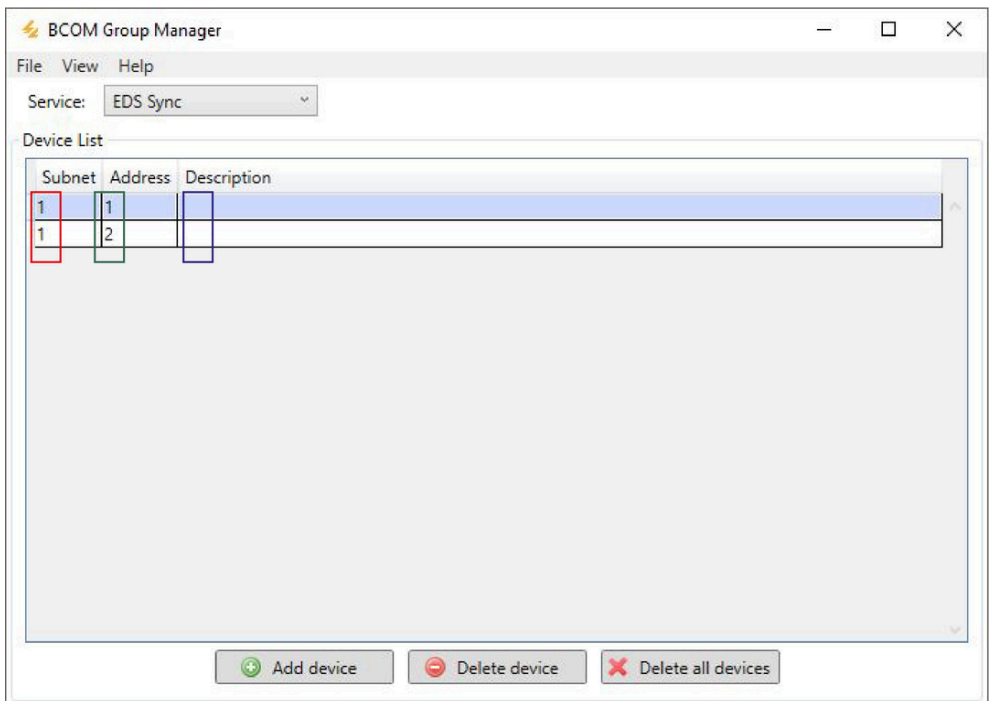 BCOM Group Manager
File View Help
Service: EDS Sync
Device List
Subnet Address Description
1 1
1 2
Add device Delete device Delete all devices